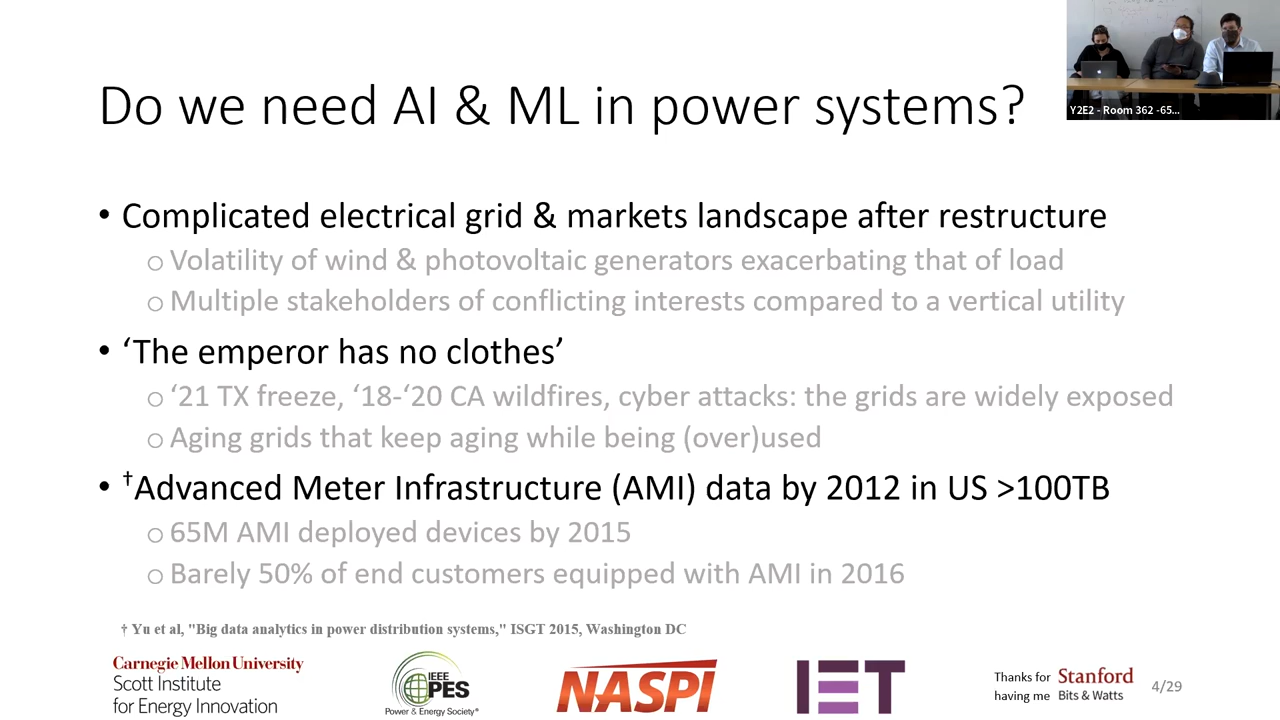 Do we need AI & ML in power systems?
Y2E2 - Room 362 -65...
• Complicated electrical grid & markets landscape after restructure
o Volatility of wind & photovoltaic generators exacerbating that of load
o Multiple stakeholders of conflicting interests compared to a vertical utility
• ‘The emperor has no clothes’
o ‘21 TX freeze, ‘18-‘20 CA wildfires, cyber attacks: the grids are widely exposed
o Aging grids that keep aging while being (over)used
• †Advanced Meter Infrastructure (AMI) data by 2012 in US >100TB
o 65M AMI deployed devices by 2015
o Barely 50% of end customers equipped with AMI in 2016
† Yu et al, "Big data analytics in power distribution systems," ISGT 2015, Washington DC
Carnegie Mellon University
Scott Institute
for Energy Innovation
IEEE
PES
Power & Energy Society®
NASPI
IET
Thanks for
having me
Stanford
Bits & Watts
4/29